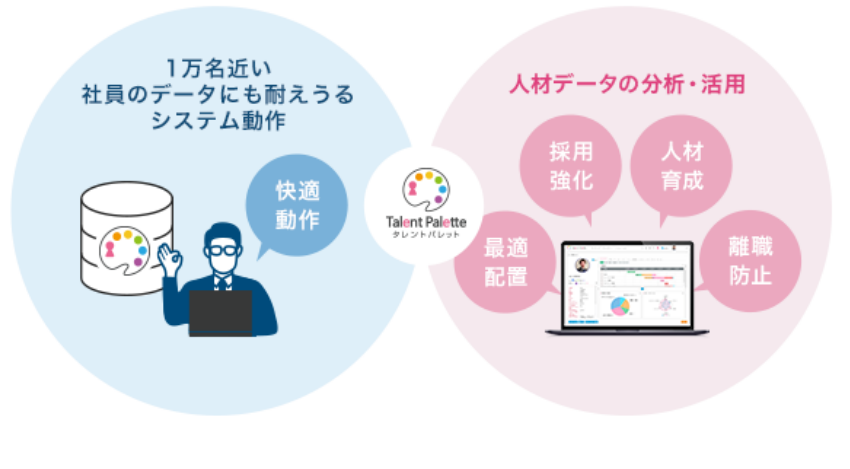 1万名近い
社員のデータにも耐えうる
システム動作
快適
動作
Talent Palette
タレントパレット
人材データの分析・活用
採用
強化
人材
育成
最適
配置
離職
防止